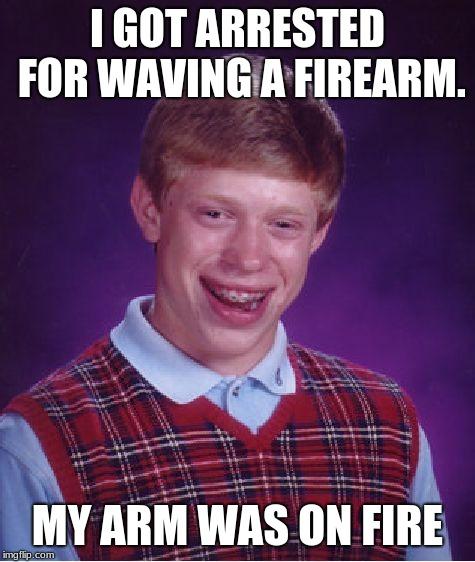 I GOT ARRESTED
FOR WAVING A FIREARM.
MY ARM WAS ON FIRE
imgflip.com